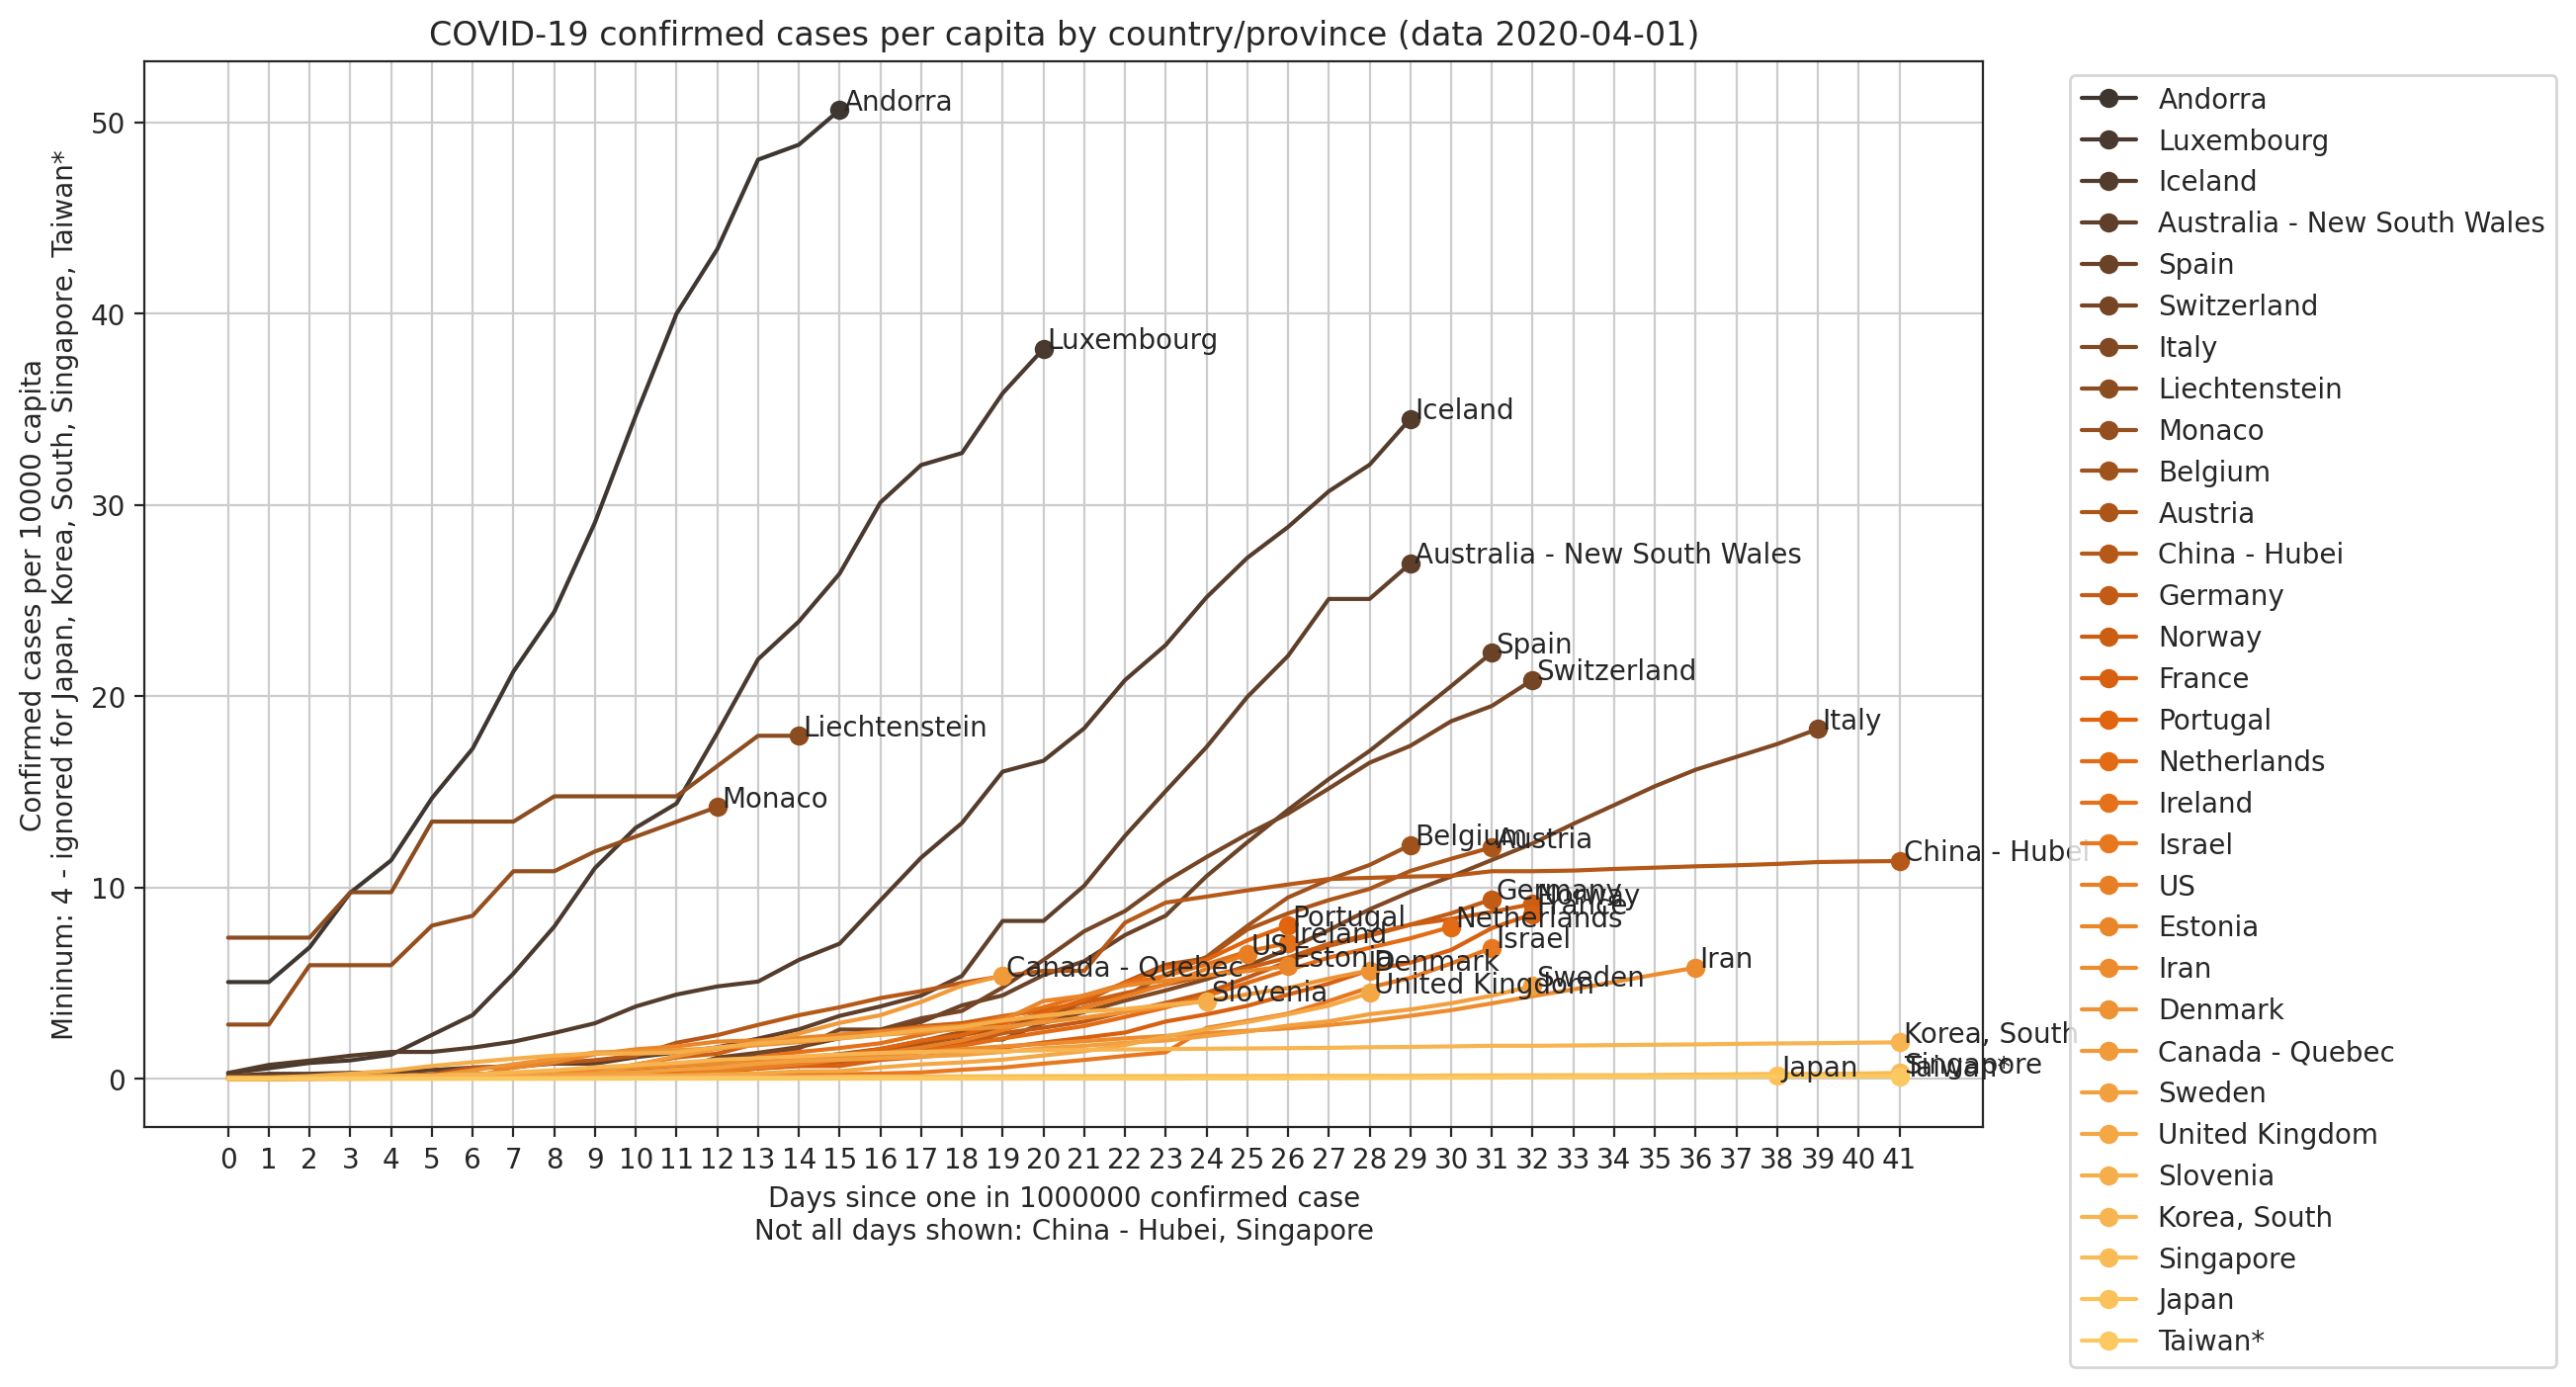 COVID-19 confirmed cases per capita by country/province (data 2020-04-01)
Confirmed cases per 10000 capita
Mininum: 4 - ignored for Japan, Korea, South, Singapore, Taiwan*
50
40
30
20
10
0
Andorra
Luxembourg
Iceland
Australia - New South Wales
Spain
Switzerland
Liechtenstein
Italy
Monaco
Belgium
Austria
China - Hubei
Germany
Norway
France
Portugal
Netherlands
Ireland
US
Israel
Estonia
Iran
Denmark
Canada - Quebec
Sweden
United Kingdom
Slovenia
Korea, South
Singapore
Japan
Taiwan*
0 1 2 3 4 5 6 7 8 9 10 11 12 13 14 15 16 17 18 19 20 21 22 23 24 25 26 27 28 29 30 31 32 33 34 35 36 37 38 39 40 41
Days since one in 1000000 confirmed case
Not all days shown: China - Hubei, Singapore
Andorra
Luxembourg
Iceland
Australia - New South Wales
Spain
Switzerland
Italy
Liechtenstein
Monaco
Belgium
Austria
China - Hubei
Germany
Norway
France
Portugal
Netherlands
Ireland
Israel
US
Estonia
Iran
Denmark
Canada - Quebec
Sweden
United Kingdom
Slovenia
Korea, South
Singapore
Japan
Taiwan*